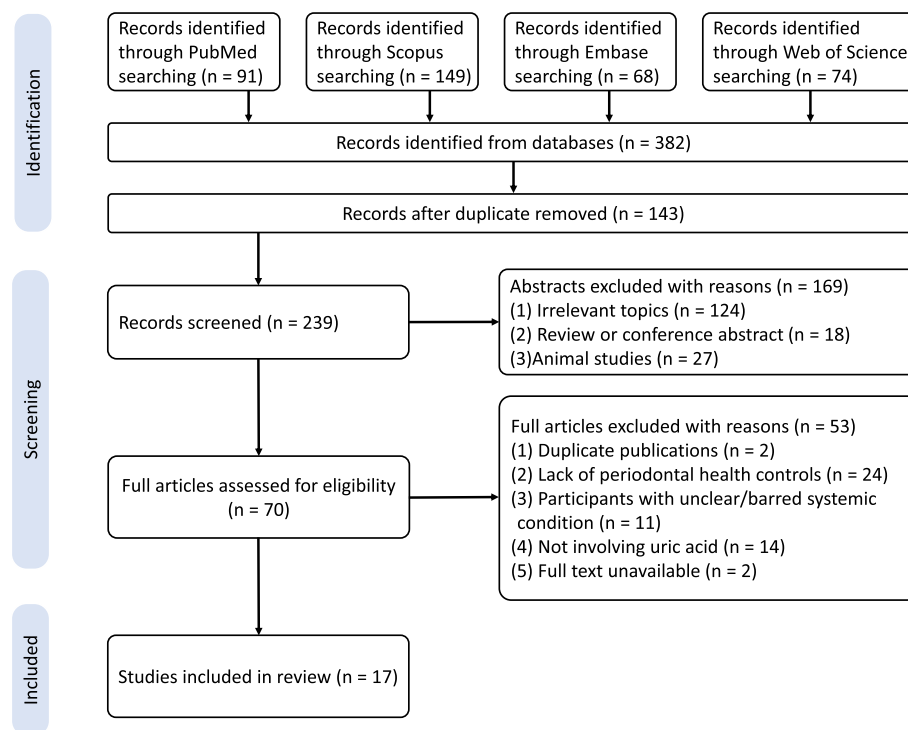 Identification
Records identified
through PubMed
searching (n = 91)
Records identified
through Scopus
searching (n = 149)
Records identified
through Embase
searching (n = 68)
Records identified
through Web of Science
searching (n = 74)
Records identified from databases (n = 382)
Records after duplicate removed (n = 143)
Screening
Records screened (n = 239)
Abstracts excluded with reasons (n = 169)
(1) Irrelevant topics (n = 124)
(2) Review or conference abstract (n = 18)
(3)Animal studies (n = 27)
Full articles assessed for eligibility
(n = 70)
Full articles excluded with reasons (n = 53)
(1) Duplicate publications (n = 2)
(2) Lack of periodontal health controls (n = 24)
(3) Participants with unclear/barred systemic
condition (n = 11)
(4) Not involving uric acid (n = 14)
(5) Full text unavailable (n = 2)
Included
Studies included in review (n = 17)